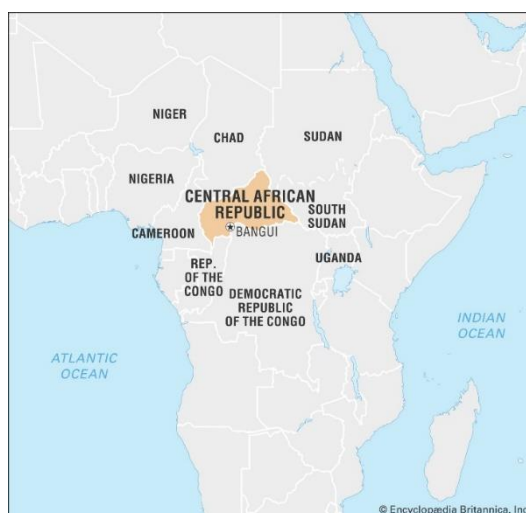 NIGER
CHAD
SUDAN
NIGERIA
CENTRAL AFRICAN
REPUBLIC
SOUTH
SUDAN
CAMEROON
BANGUI
UGANDA
REP.
OF THE
CONGO
DEMOCRATIC
REPUBLIC
OF THE CONGO
INDIAN
OCEAN
ATLANTIC
OCEAN
© Encyclopædia Britannica, Inc